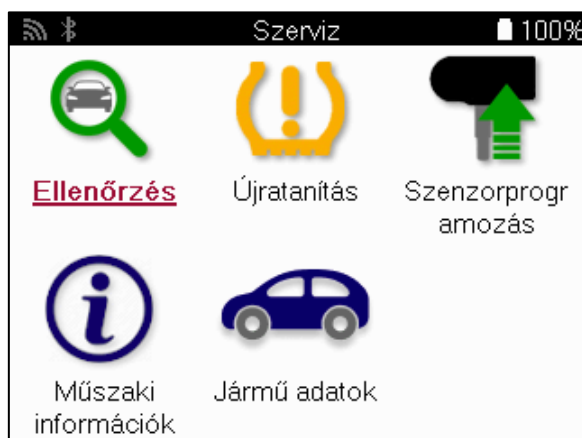 Szerviz 100%
Ellenőrzés Újratanítás Szenzorprogr
amozás
Műszaki Jármű adatok
információk